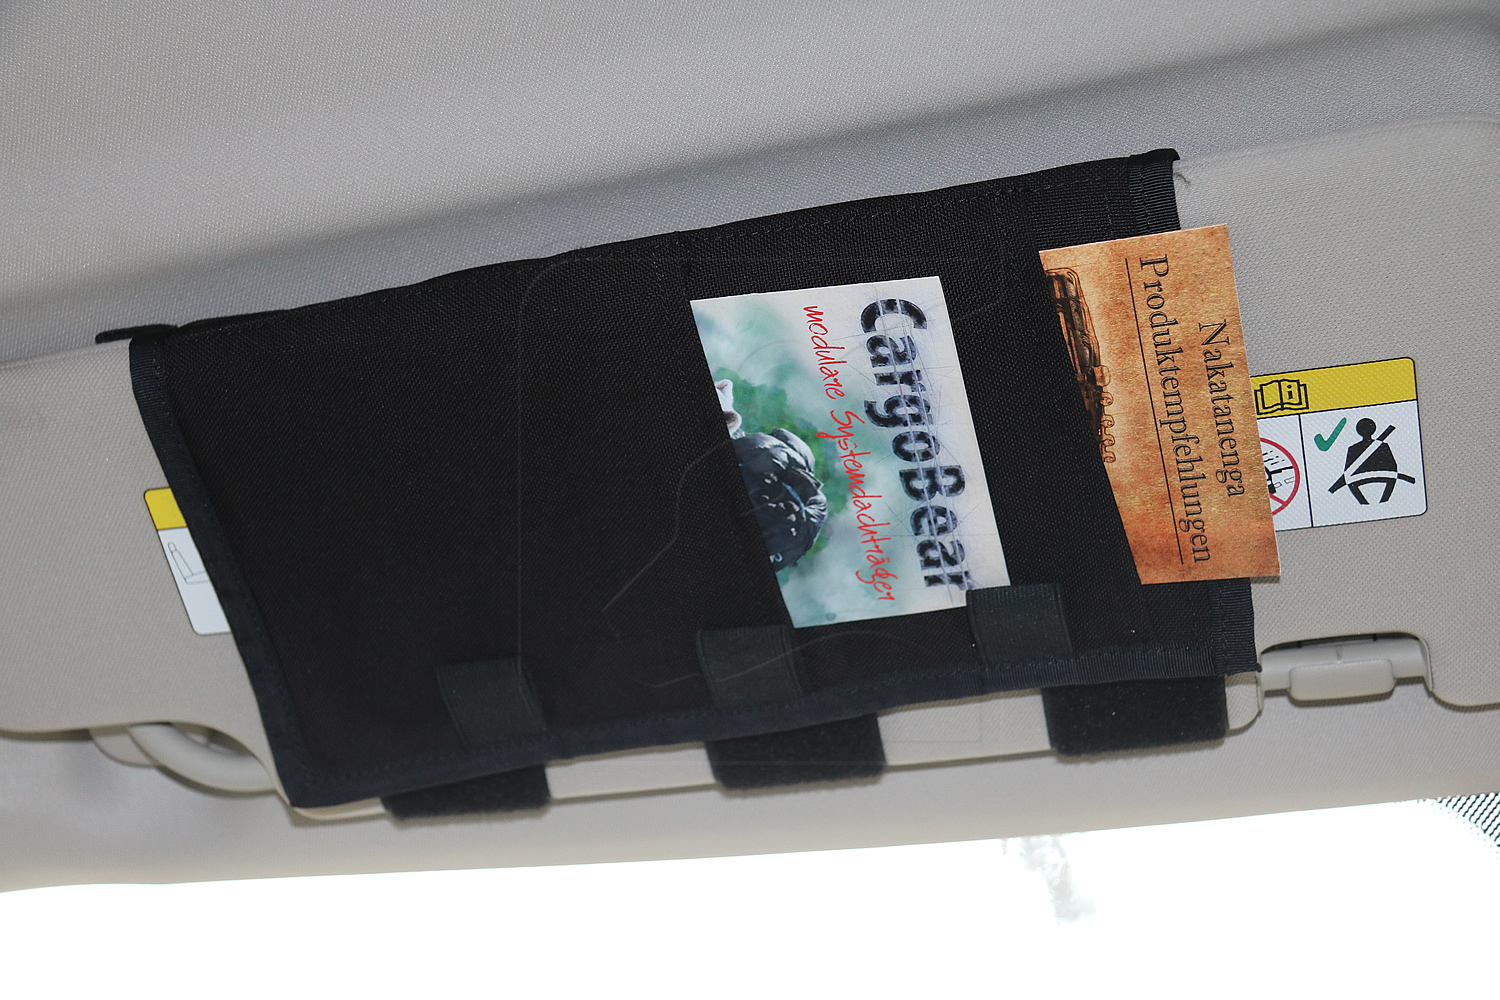 CargoBear
modulare Systemdachträger
Nakatanenga
Produktempfehlungen